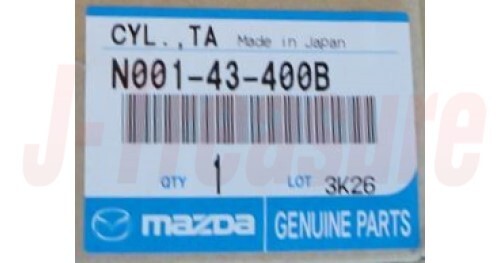 CYL.,TA Made in Japan
N001-43-400B
QTY 1 LOT 3K26
mazda GENUINE PARTS
J-Treasure